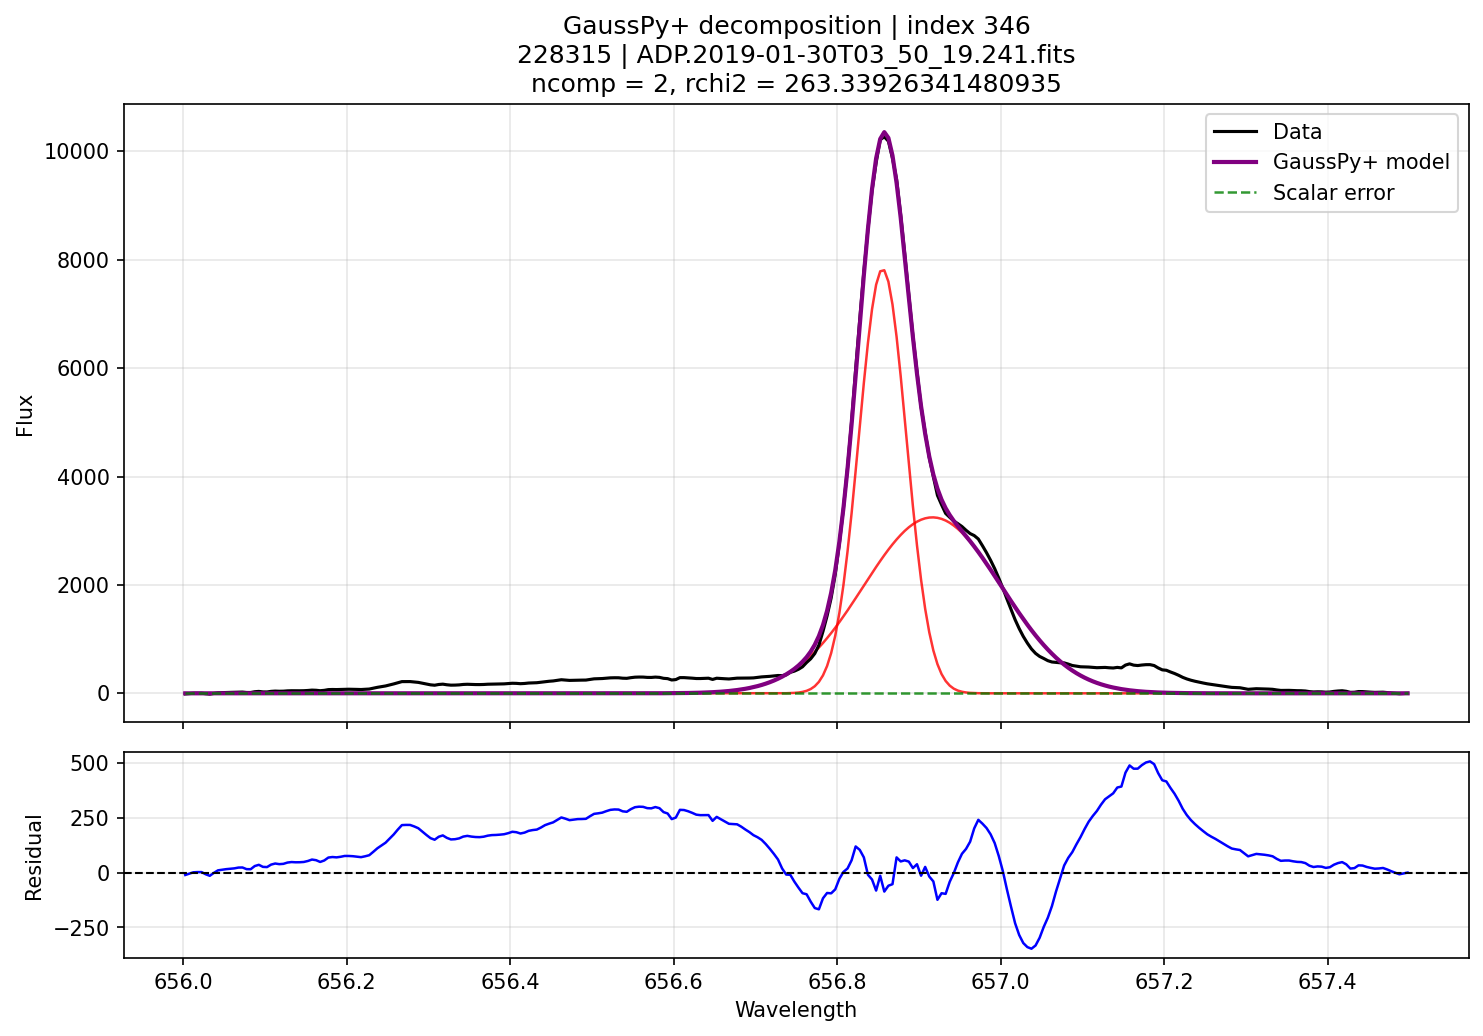 GaussPy+ decomposition | index 346
228315 | ADP.2019-01-30T03_50_19.241.fits
ncomp = 2, rchi2 = 263.33926341480935
Data
GaussPy+ model
Scalar error
10000
8000
6000
4000
2000
0
Flux
500
250
0
−250
Residual
656.0 656.2 656.4 656.6 656.8 657.0 657.2 657.4
Wavelength